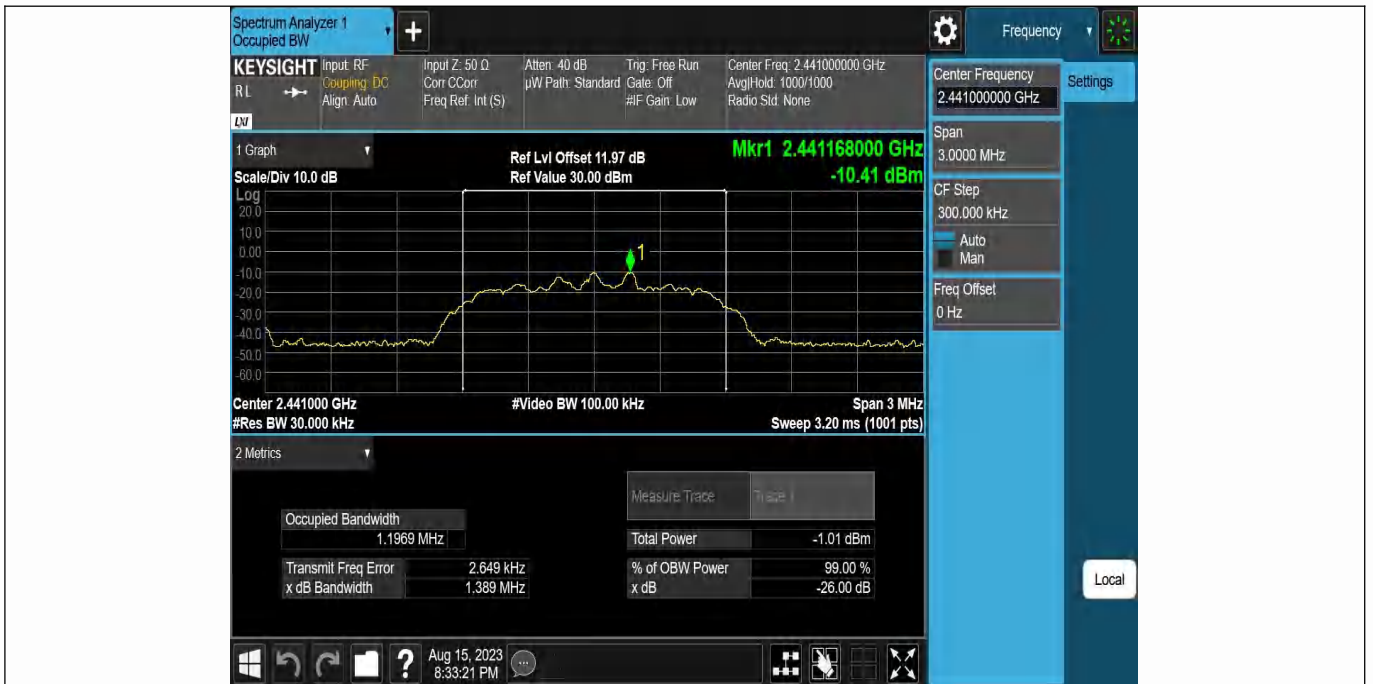 Spectrum Analyzer 1
Occupied BW
+
Frequency
KEYSIGHT
RL
LXI
Input: RF
Coupling: DC
Align: Auto
Input Z: 50 Ω
Corr CCorr
Freq Ref: Int (S)
Atten: 40 dB
µW Path: Standard
Trig: Free Run
Gate: Off
#IF Gain: Low
Center Freq: 2.441000000 GHz
Avg|Hold: 1000/1000
Radio Std: None
Center Frequency
2.441000000 GHz
Settings
Span
3.0000 MHz
CF Step
300.000 kHz
Auto
Man
Freq Offset
0 Hz
Local
1 Graph
Scale/Div 10.0 dB
Ref Lvl Offset 11.97 dB
Ref Value 30.00 dBm
Mkr1 2.441168000 GHz
-10.41 dBm
Log
20.0
10.0
0.00
-10.0
-20.0
-30.0
-40.0
-50.0
-60.0
1
Center 2.441000 GHz
#Video BW 100.00 kHz
Span 3 MHz
#Res BW 30.000 kHz
Sweep 3.20 ms (1001 pts)
2 Metrics
Measure Trace
Trace 1
Occupied Bandwidth
1.1969 MHz
Total Power
-1.01 dBm
Transmit Freq Error
2.649 kHz
% of OBW Power
99.00 %
x dB Bandwidth
1.389 MHz
x dB
-26.00 dB
?
Aug 15, 2023
8:33:21 PM